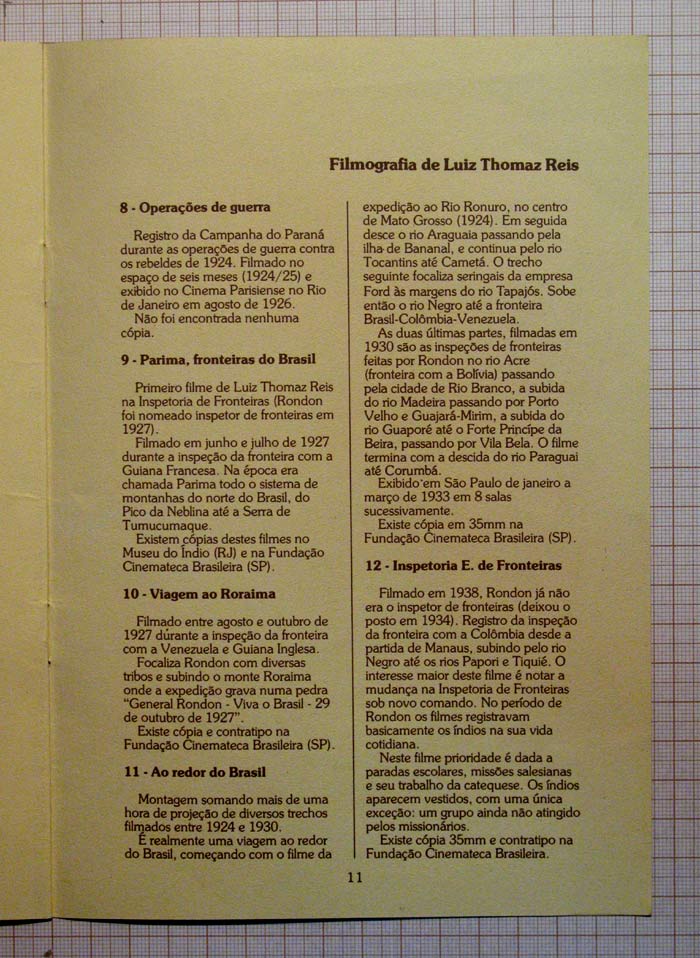 Filmografia de Luiz Thomaz Reis
8 - Operações de guerra
Registro da Campanha do Paraná
durante as operações de guerra contra
os rebeldes de 1924. Filmado no
espaço de seis meses (1924/25) e
exibido no Cinema Parisiense no Rio
de Janeiro em agosto de 1926.
Não foi encontrada nenhuma
cópia.
9 - Parima, fronteiras do Brasil
Primeiro filme de Luiz Thomaz Reis
na Inspetoria de Fronteiras (Rondon
foi nomeado inspetor de fronteiras em
1927).
Filmado em junho e julho de 1927
durante a inspeção da fronteira com a
Guiana Francesa. Na época era
chamada Parima todo o sistema de
montanhas do norte do Brasil, do
Pico da Neblina até a Serra de
Tumucumaque.
Existem cópias destes filmes no
Museu do Índio (RJ) e na Fundação
Cinemateca Brasileira (SP).
10 - Viagem ao Roraima
Filmado entre agosto e outubro de
1927 durante a inspeção da fronteira
com a Venezuela e Guiana Inglesa.
Focaliza Rondon com diversas
tribos e subindo o monte Roraima
onde a expedição grava numa pedra
“General Rondon - Viva o Brasil - 29
de outubro de 1927”.
Existe cópia e contratipo na
Fundação Cinemateca Brasileira (SP).
11 - Ao redor do Brasil
Montagem somando mais de uma
hora de projeção de diversos trechos
filmados entre 1924 e 1930.
É realmente uma viagem ao redor
do Brasil, começando com o filme da
expedição ao Rio Ronuro, no centro
de Mato Grosso (1924). Em seguida
desce o rio Araguaia passando pela
ilha de Bananal, e continua pelo rio
Tocantins até Cametá. O trecho
seguinte focaliza seringais da empresa
Ford às margens do rio Tapajós. Sobe
então o rio Negro até a fronteira
Brasil-Colômbia-Venezuela.
As duas últimas partes, filmadas em
1930 são as inspeções de fronteiras
feitas por Rondon no rio Acre
(fronteira com a Bolívia) passando
pela cidade de Rio Branco, a subida
do rio Madeira passando por Porto
Velho e Guajará-Mirim, a subida do
rio Guaporé até o Forte Princípe da
Beira, passando por Vila Bela. O filme
termina com a descida do rio Paraguai
até Corumbá.
Exibido em São Paulo de janeiro a
março de 1933 em 8 salas
sucessivamente.
Existe cópia em 35mm na
Fundação Cinemateca Brasileira (SP).
12 - Inspetoria E. de Fronteiras
Filmado em 1938, Rondon já não
era o inspetor de fronteiras (deixou o
posto em 1934). Registro da inspeção
da fronteira com a Colômbia desde a
partida de Manaus, subindo pelo rio
Negro até os rios Papori e Tiquié. O
interesse maior deste filme é notar a
mudança na Inspetoria de Fronteiras
sob novo comando. No período de
Rondon os filmes registravam
basicamente os índios na sua vida
cotidiana.
Neste filme prioridade é dada a
paradas escolares, missões salesianas
e seu trabalho da catequese. Os índios
aparecem vestidos, com uma única
exceção: um grupo ainda não atingido
pelos missionários.
Existe cópia 35mm e contratipo na
Fundação Cinemateca Brasileira.
11